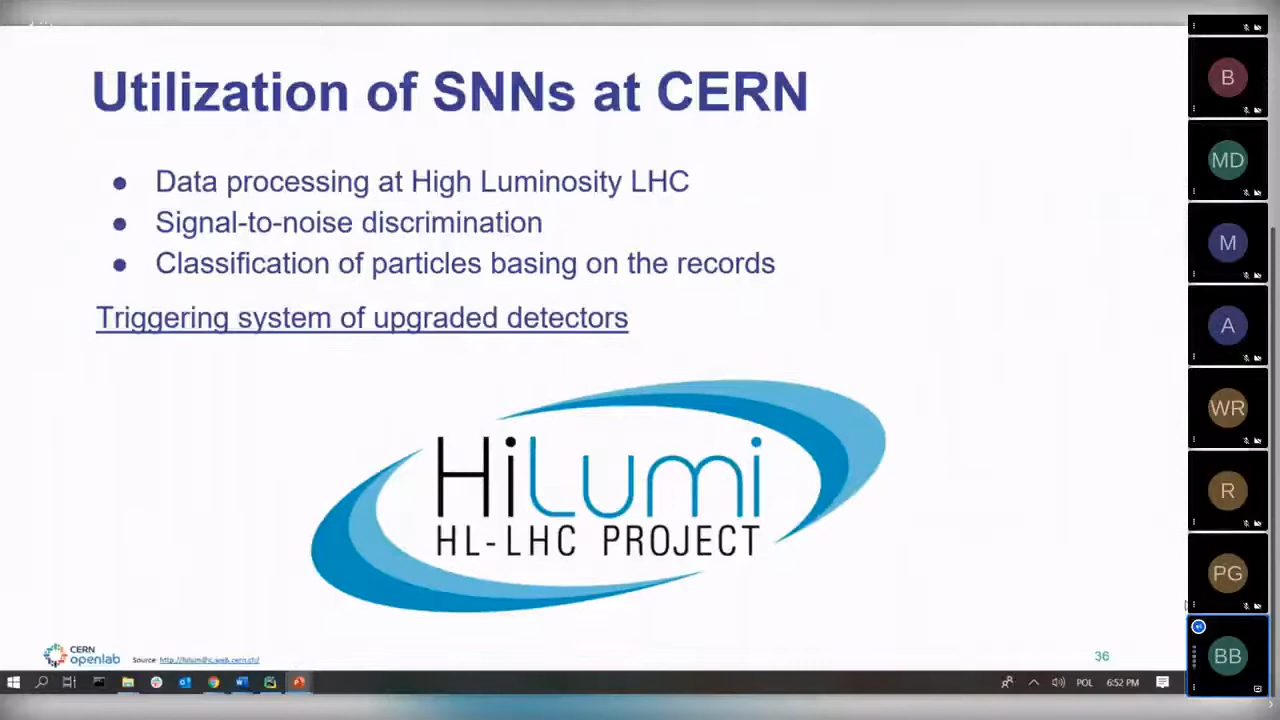 Utilization of SNNs at CERN
● Data processing at High Luminosity LHC
● Signal-to-noise discrimination
● Classification of particles basing on the records
Triggering system of upgraded detectors
HiLumi
HL-LHC PROJECT
CERN
openlab
Source:
36
POL
6:52 PM
B
MD
M
A
WR
R
PG
BB